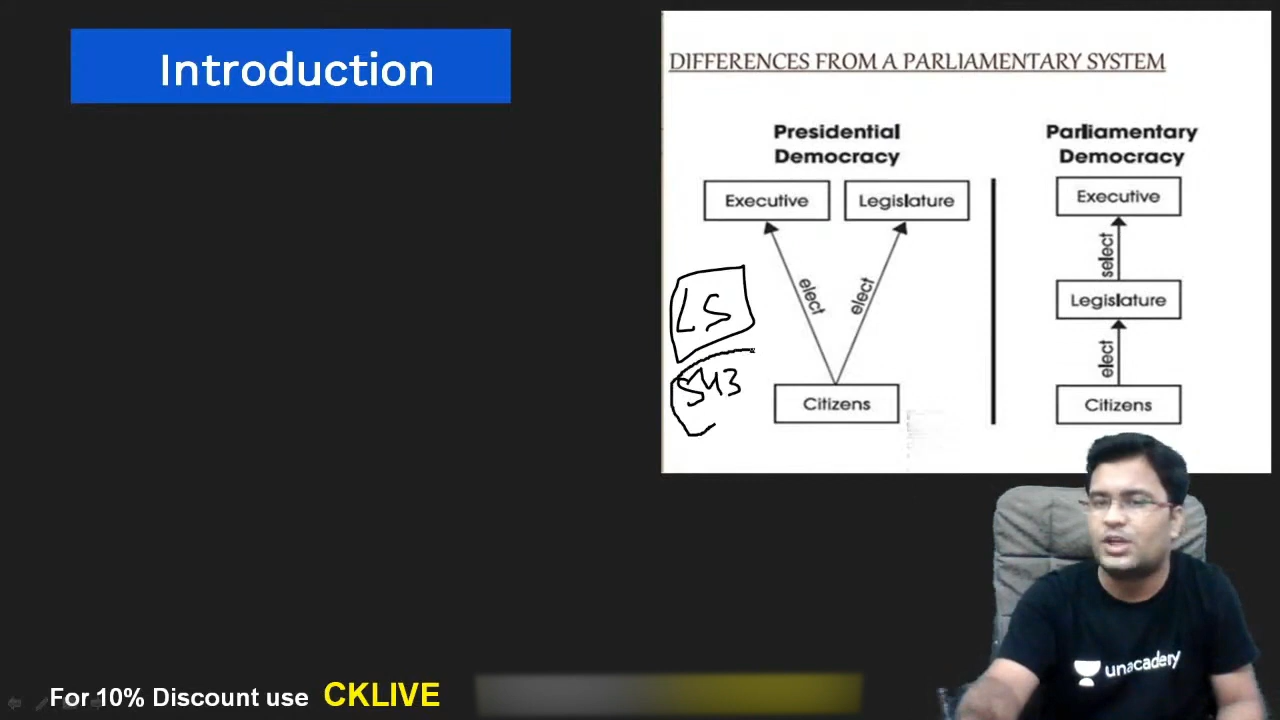 Introduction
DIFFERENCES FROM A PARLIAMENTARY SYSTEM
Presidential
Democracy
Executive
Legislature
elect
elect
Citizens
Parliamentary
Democracy
Executive
select
Legislature
elect
Citizens
LS
543
unacademy
For 10% Discount use CKLIVE